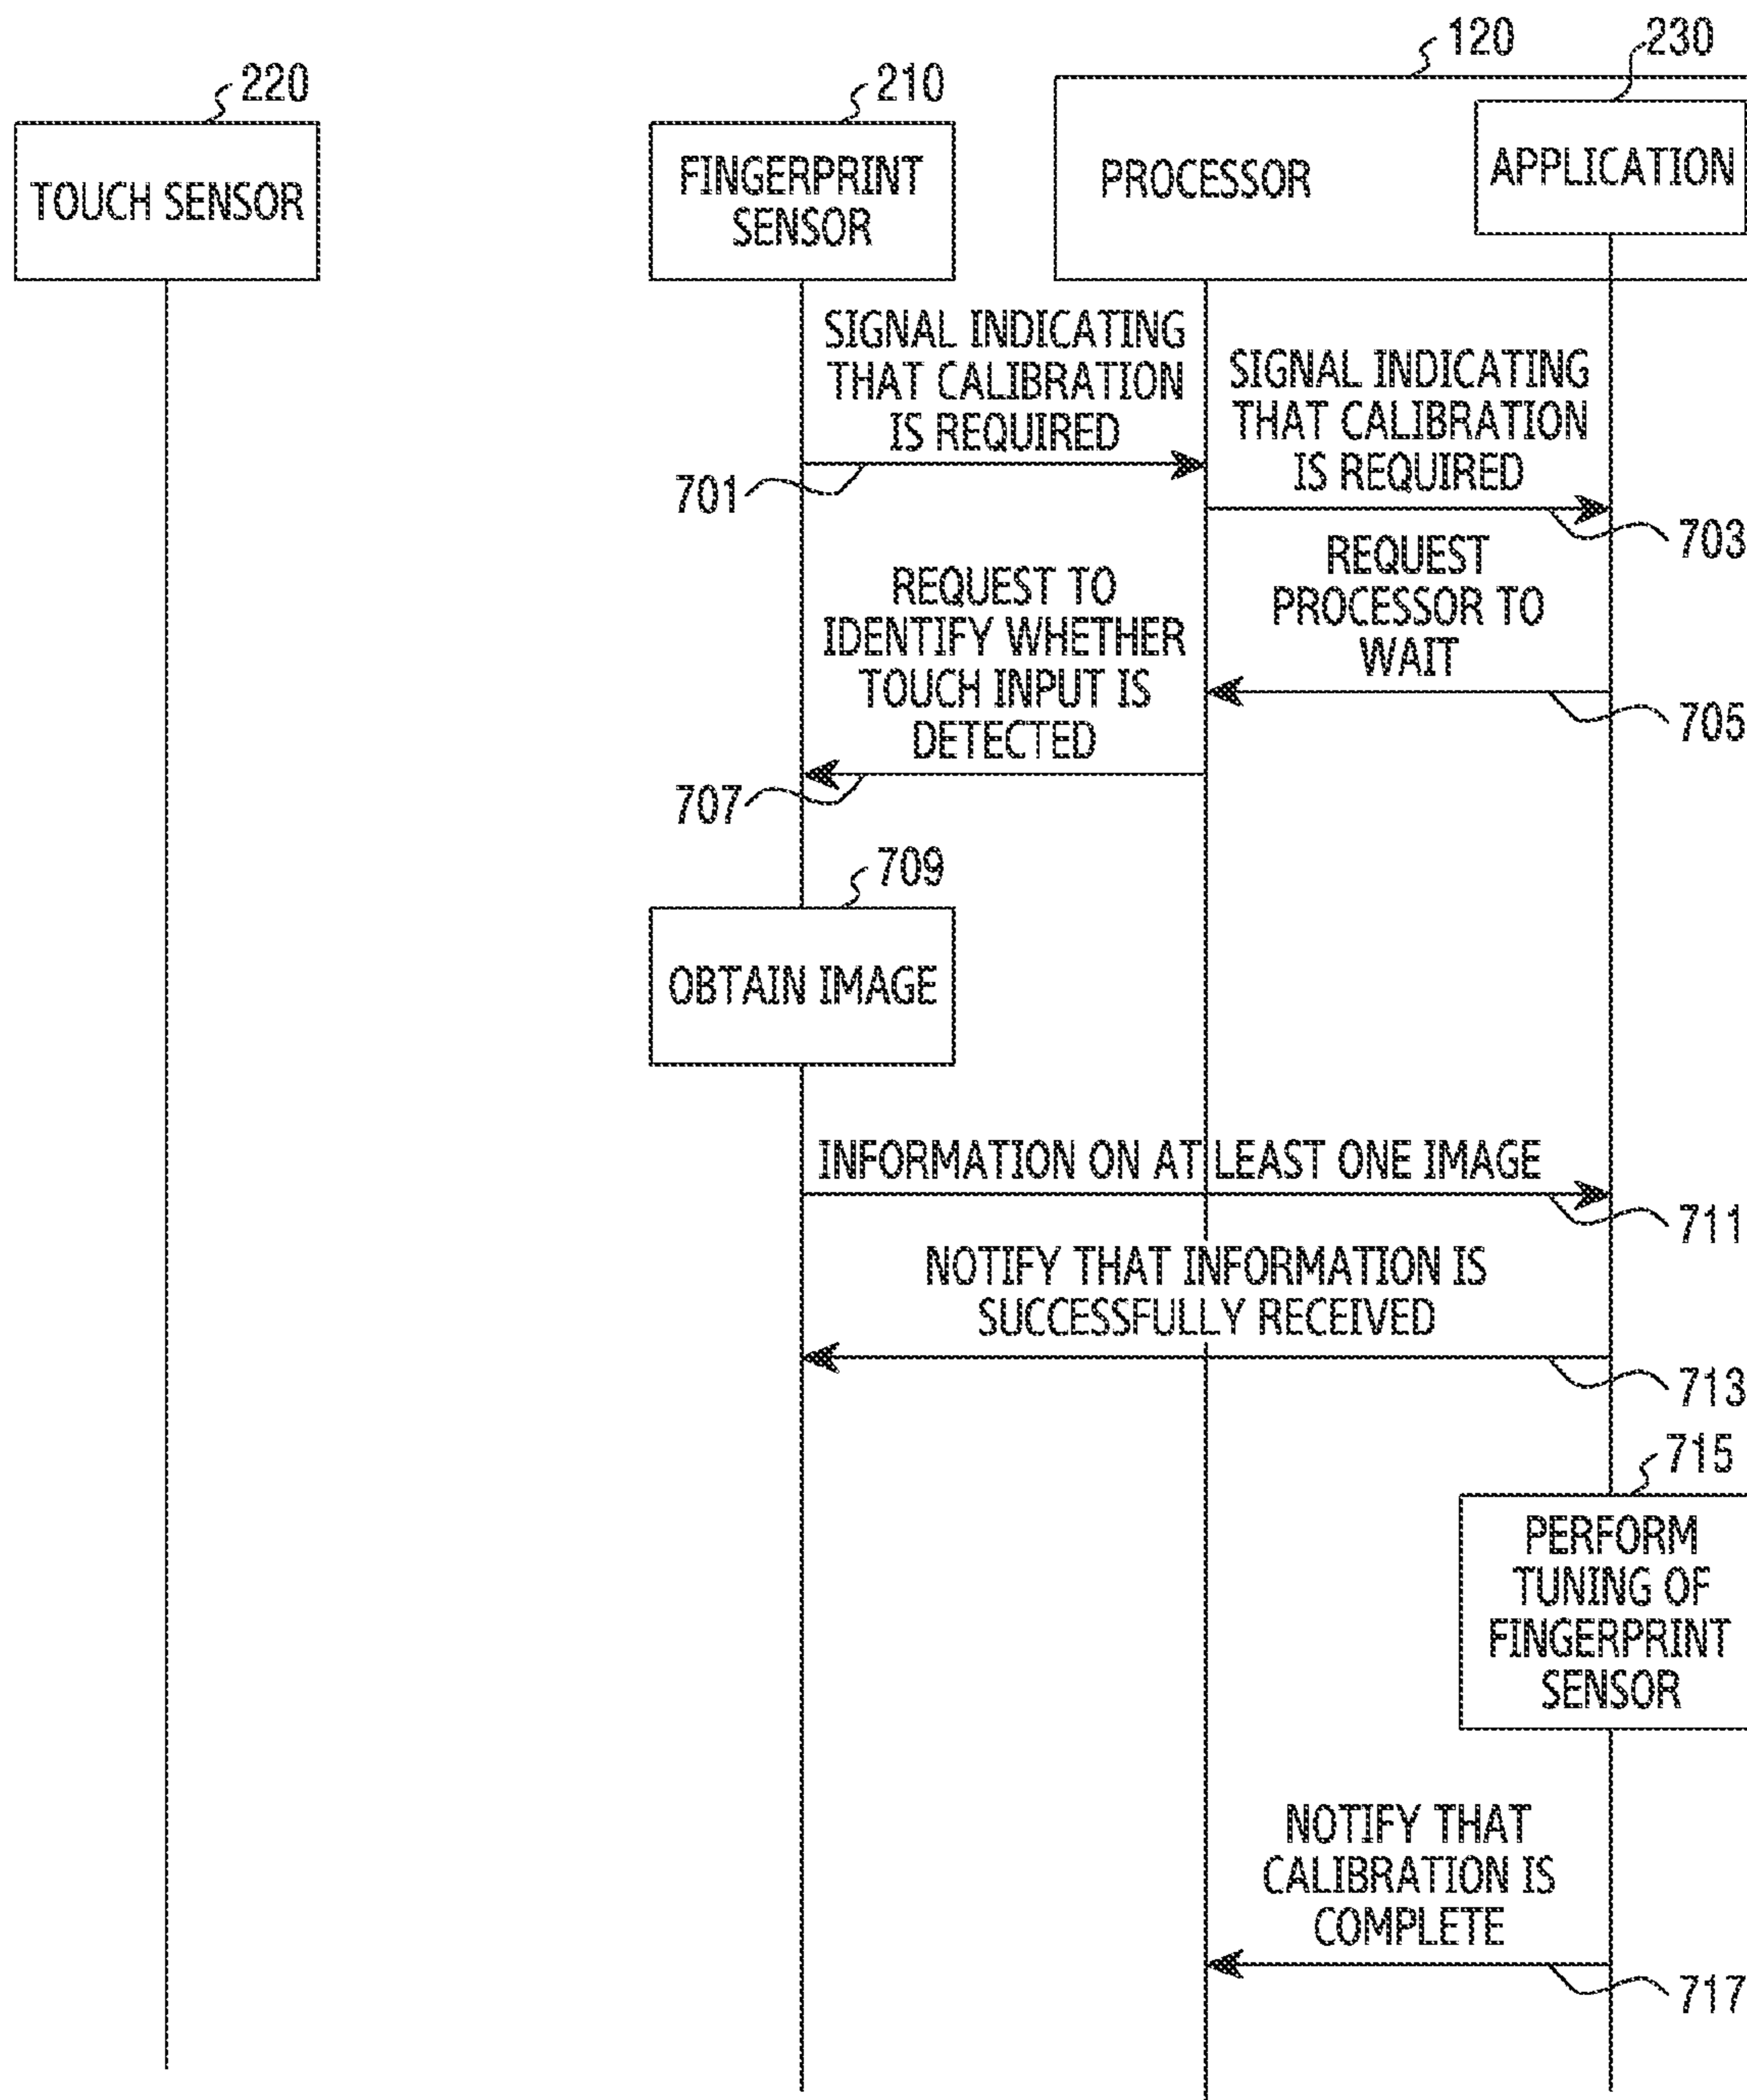 120
230
220
210
TOUCH SENSOR
FINGERPRINT
SENSOR
PROCESSOR
APPLICATION
SIGNAL INDICATING
THAT CALIBRATION
IS REQUIRED
701
SIGNAL INDICATING
THAT CALIBRATION
IS REQUIRED
703
REQUEST
PROCESSOR TO
WAIT
705
REQUEST TO
IDENTIFY WHETHER
TOUCH INPUT IS
DETECTED
707
709
OBTAIN IMAGE
INFORMATION ON AT LEAST ONE IMAGE
711
NOTIFY THAT INFORMATION IS
SUCCESSFULLY RECEIVED
713
715
PERFORM
TUNING OF
FINGERPRINT
SENSOR
NOTIFY THAT
CALIBRATION IS
COMPLETE
717